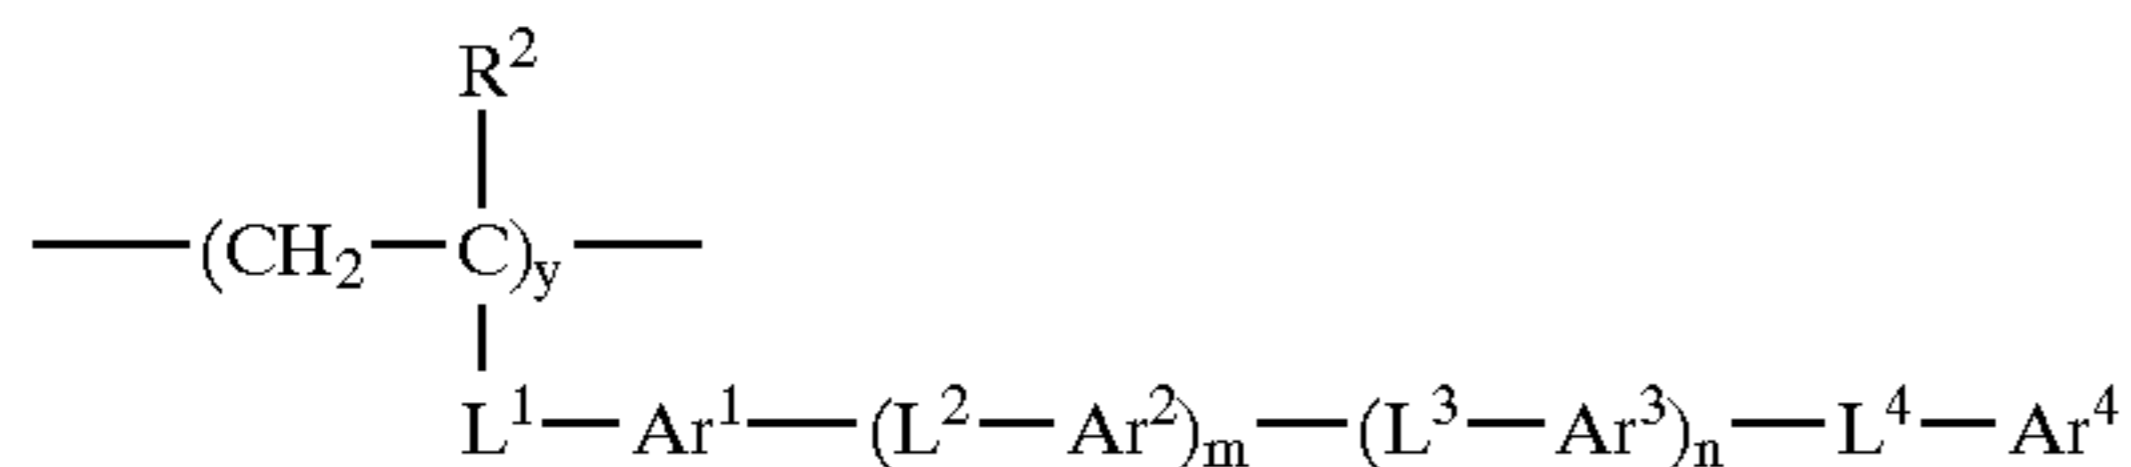 R²
—(CH₂—C)y—
L¹—Ar¹—(L²—Ar²)m—(L³—Ar³)n—L⁴—Ar⁴